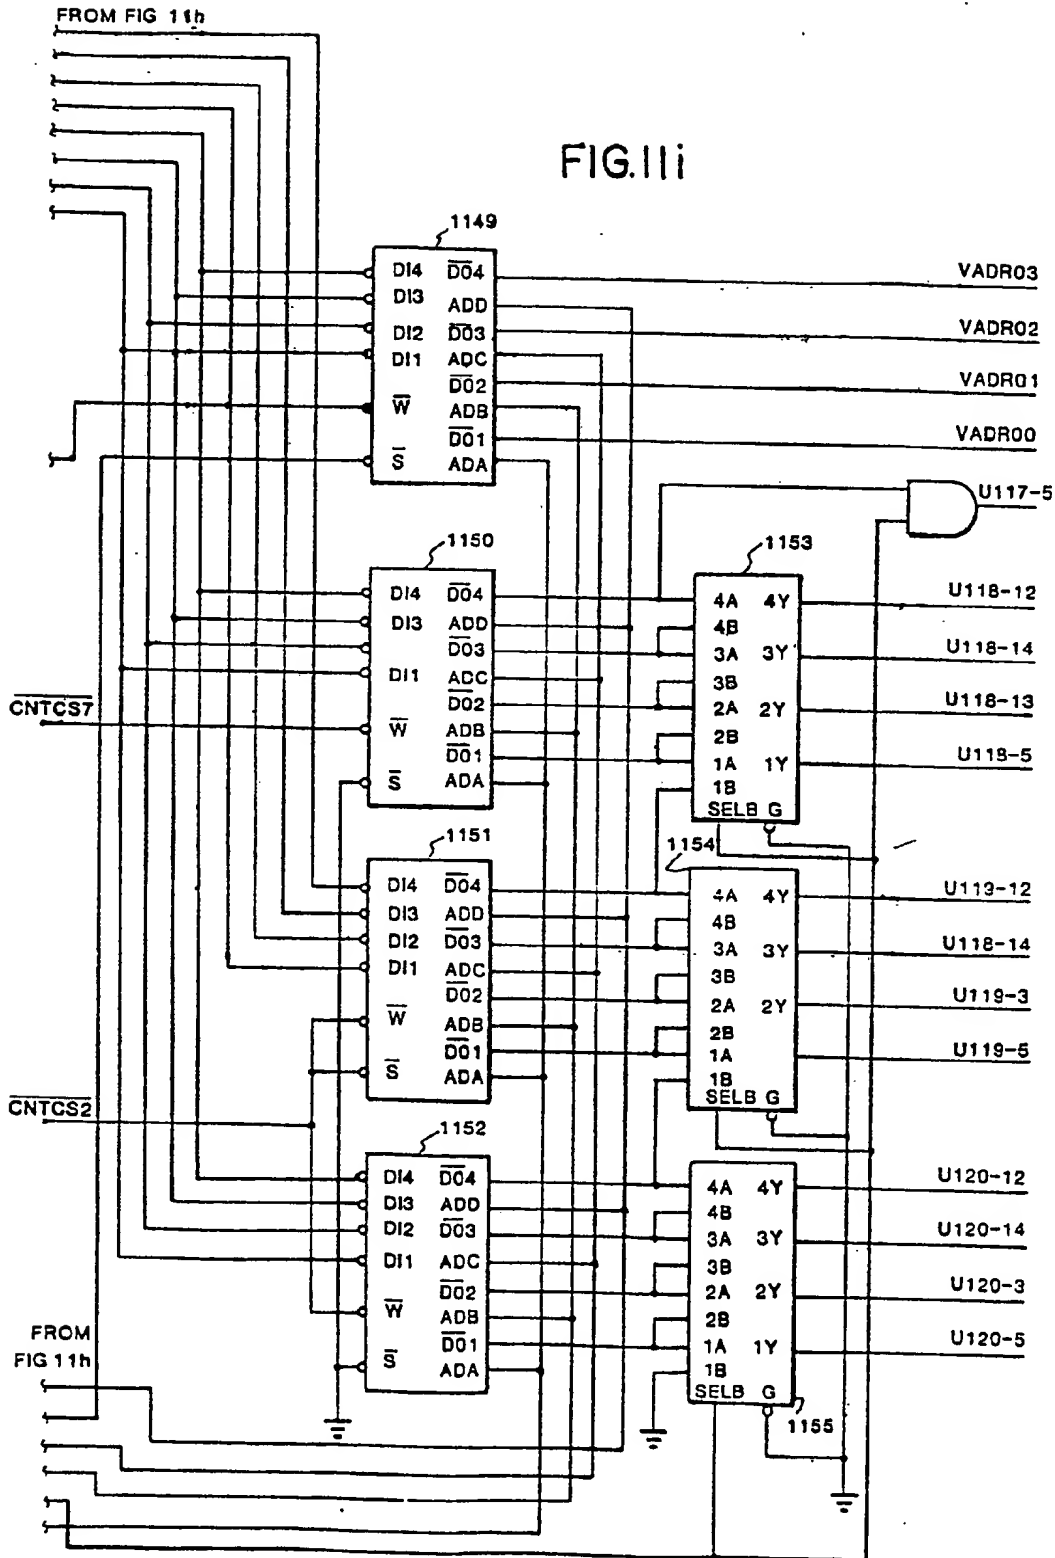 FROM FIG 11h
FIG.11i
1149
DI4 D̅O̅4 VADR03
DI3 ADD
DI2 D̅O̅3 VADR02
DI1 ADC
D̅O̅2 VADR01
W̅ ADB
D̅O̅1 VADR00
S̅ ADA
U117-5
1150
1153
DI4 D̅O̅4 4A 4Y U118-12
DI3 ADD 4B
D̅O̅3 3A 3Y U118-14
DI1 ADC 3B
D̅O̅2 2A 2Y U118-13
C̅N̅T̅C̅S̅7̅ W̅ ADB 2B
D̅O̅1 1A 1Y U118-5
S̅ ADA 1B
SELB G
1151
1154
DI4 D̅O̅4 4A 4Y U119-12
DI3 ADD 4B
DI2 D̅O̅3 3A 3Y U118-14
DI1 ADC 3B
D̅O̅2 2A 2Y U119-3
W̅ ADB 2B
D̅O̅1 1A 1Y U119-5
S̅ ADA 1B
SELB G
C̅N̅T̅C̅S̅2̅
1152
DI4 D̅O̅4 4A 4Y U120-12
DI3 ADD 4B
DI2 D̅O̅3 3A 3Y U120-14
DI1 ADC 3B
D̅O̅2 2A 2Y U120-3
W̅ ADB 2B
D̅O̅1 1A 1Y U120-5
S̅ ADA 1B
SELB G
1155
FROM
FIG 11h